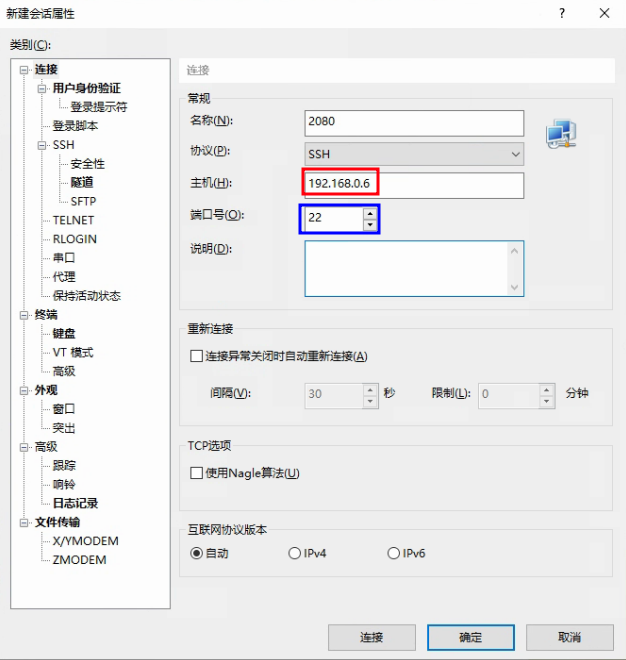 新建会话属性
类别(C):
连接
用户身份验证
登录提示符
登录脚本
SSH
安全性
隧道
SFTP
TELNET
RLOGIN
串口
代理
保持活动状态
终端
键盘
VT 模式
高级
外观
窗口
突出
高级
跟踪
响铃
日志记录
文件传输
X/YMODEM
ZMODEM
连接
常规
名称(N): 2080
协议(P): SSH
主机(H): 192.168.0.6
端口号(O): 22
说明(D):
重新连接
连接异常关闭时自动重新连接(A)
间隔(V): 30 秒 限制(L): 0 分钟
TCP选项
使用Nagle算法(U)
互联网协议版本
自动 IPv4 IPv6
连接 确定 取消